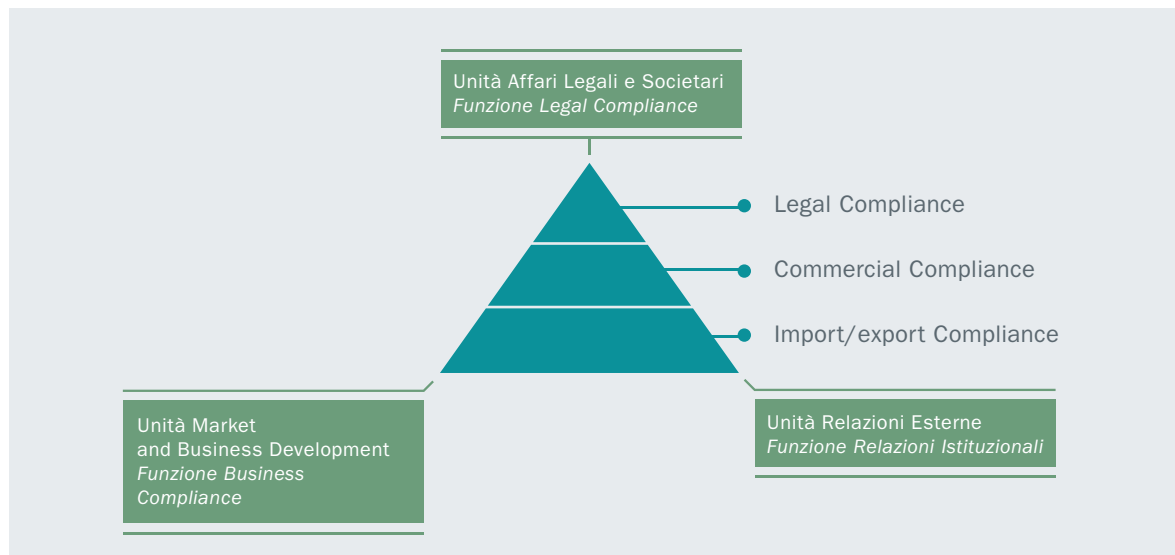 Unità Affari Legali e Societari
Funzione Legal Compliance
Legal Compliance
Commercial Compliance
Import/export Compliance
Unità Market
and Business Development
Funzione Business
Compliance
Unità Relazioni Esterne
Funzione Relazioni Istituzionali